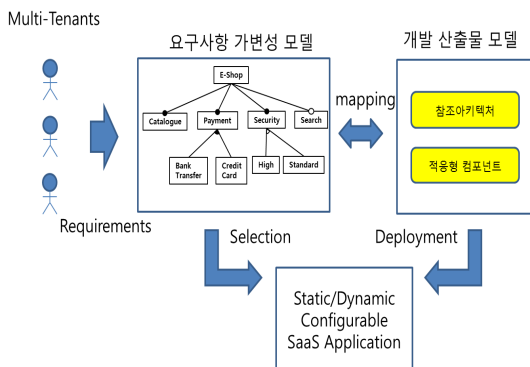 Multi-Tenants
요구사항 가변성 모델
개발 산출물 모델
E-Shop
Catalogue
Payment
Security
Search
Bank
Transfer
Credit
Card
High
Standard
mapping
참조아키텍처
적응형 컴포넌트
Requirements
Selection
Deployment
Static/Dynamic
Configurable
SaaS Application